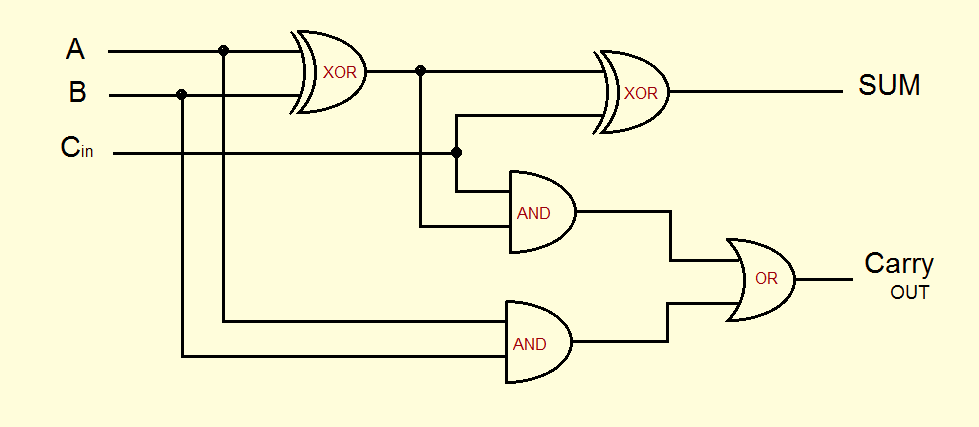 A
XOR
XOR
SUM
B
Cin
AND
Carry
OUT
OR
AND